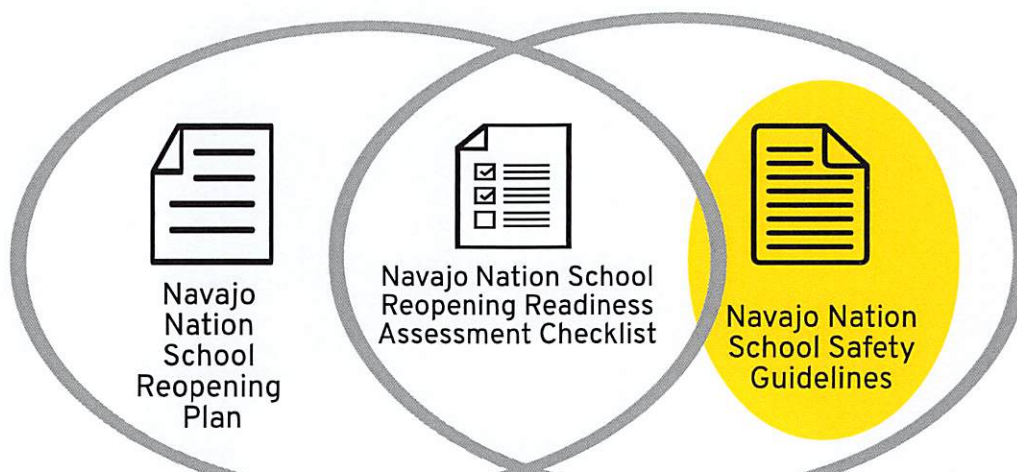 Navajo
Nation
School
Reopening
Plan
Navajo Nation School
Reopening Readiness
Assessment Checklist
Navajo Nation
School Safety
Guidelines